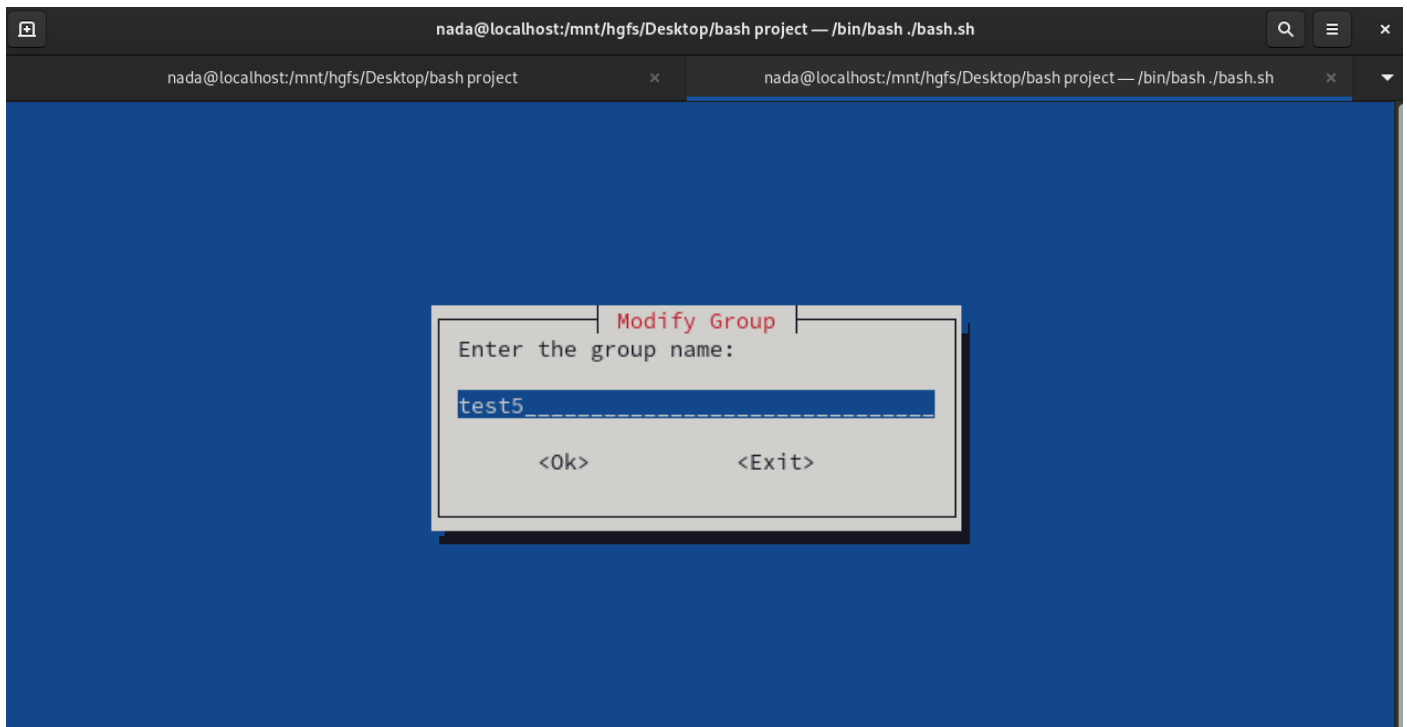 nada@localhost:/mnt/hgfs/Desktop/bash project — /bin/bash ./bash.sh
nada@localhost:/mnt/hgfs/Desktop/bash project
nada@localhost:/mnt/hgfs/Desktop/bash project — /bin/bash ./bash.sh
Modify Group
Enter the group name:
test5_______________________________
<Ok> <Exit>